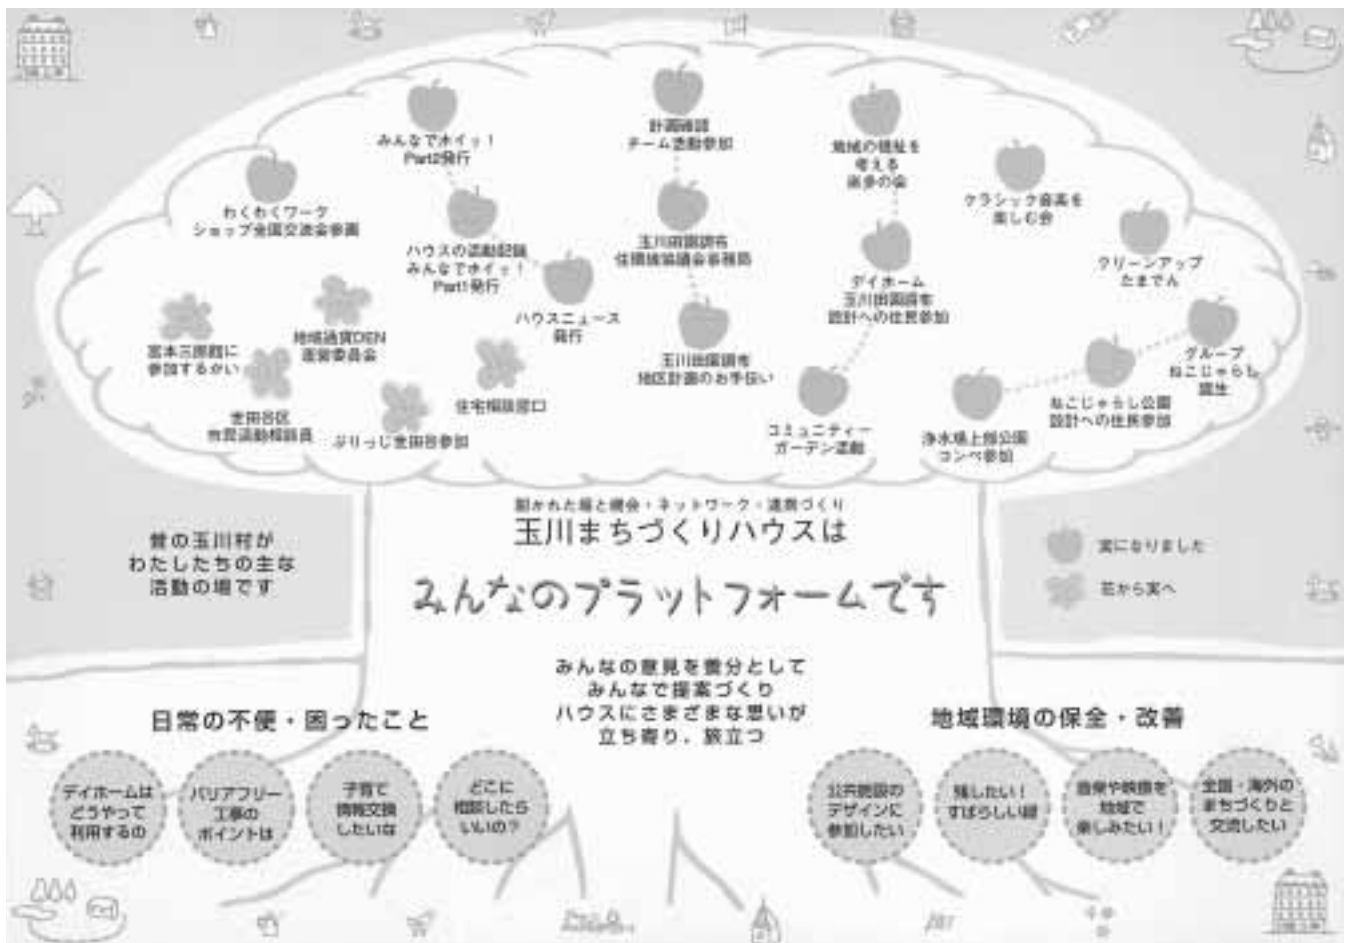 みんなでホイッ!
Part2発行
計画確認
チーム活動参加
地域の福祉を
考える
雑多の会
クラシック音楽を
楽しむ会
わくわくワーク
ショップ全国交流会参画
ハウスの活動記録
みんなでホイッ!
Part1発行
玉川田園調布
住環境協議会事務局
デイホーム
玉川田園調布
設計への住民参加
クリーンアップ
たまでん
ハウスニュース
発行
宮本三郎館に
参加するかい
地域通貨DEN
運営委員会
玉川田園調布
地区計画のお手伝い
グループ
ねこじゃらし
誕生
世田谷区
市民活動相談員
ぶりっじ世田谷参加
住宅相談窓口
コミュニティー
ガーデン活動
浄水場上部公園
コンペ参加
ねこじゃらし公園
設計への住民参加
開かれた場と機会・ネットワーク・連携づくり
玉川まちづくりハウスは
みんなのプラットフォームです
昔の玉川村が
わたしたちの主な
活動の場です
実になりました
花から実へ
みんなの意見を養分として
みんなで提案づくり
ハウスにさまざまな思いが
立ち寄り、旅立つ
日常の不便・困ったこと
地域環境の保全・改善
デイホームは
どうやって
利用するの
バリアフリー
工事の
ポイントは
子育て
情報交換
したいな
どこに
相談したら
いいの?
公共施設の
デザインに
参加したい
残したい!
すばらしい緑
音楽や映画を
地域で
楽しみたい!
全国・海外の
まちづくりと
交流したい